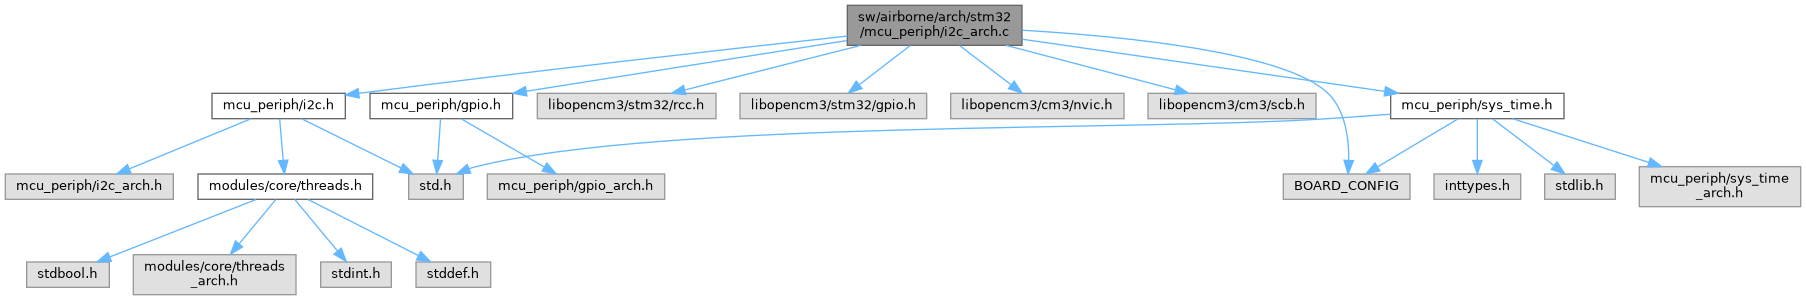 sw/airborne/arch/stm32
/mcu_periph/i2c_arch.c
mcu_periph/i2c.h
mcu_periph/gpio.h
libopencm3/stm32/rcc.h
libopencm3/stm32/gpio.h
libopencm3/cm3/nvic.h
libopencm3/cm3/scb.h
mcu_periph/sys_time.h
mcu_periph/i2c_arch.h
modules/core/threads.h
std.h
mcu_periph/gpio_arch.h
BOARD_CONFIG
inttypes.h
stdlib.h
mcu_periph/sys_time
_arch.h
stdbool.h
modules/core/threads
_arch.h
stdint.h
stddef.h